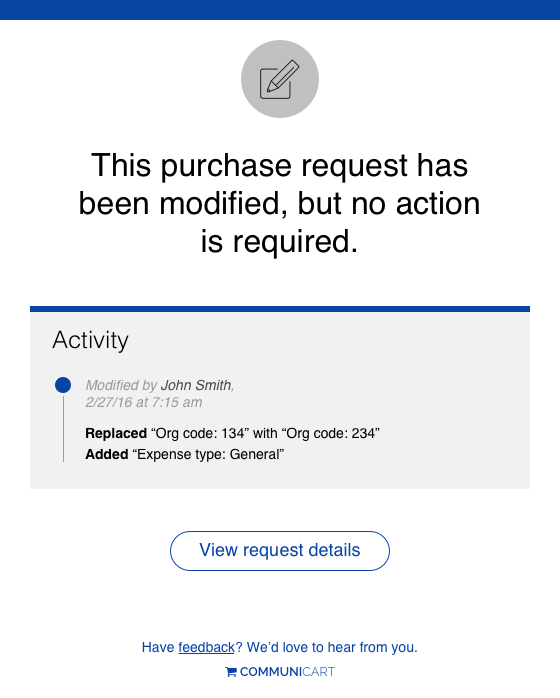 This purchase request has
been modified, but no action
is required.
Activity
Modified by John Smith,
2/27/16 at 7:15 am
Replaced “Org code: 134” with “Org code: 234”
Added “Expense type: General”
View request details
Have feedback? We’d love to hear from you.
COMMUNICART